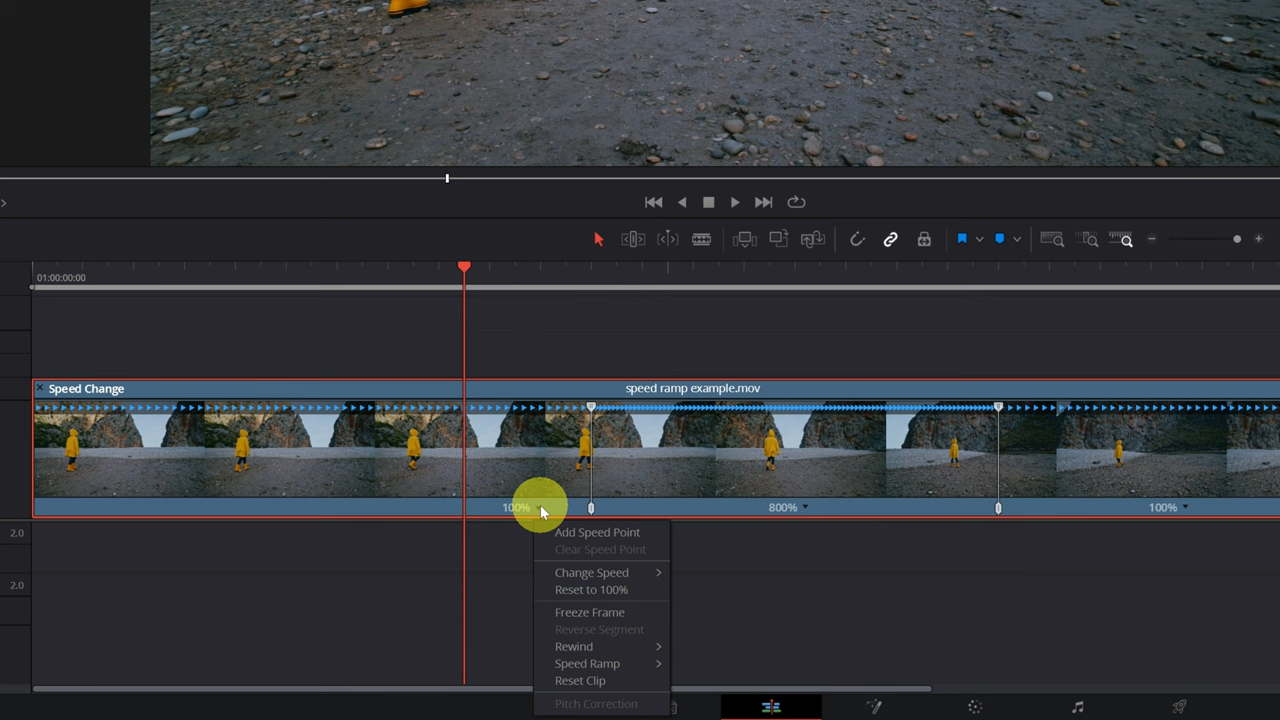 01:00:00:00
Speed Change
speed ramp example.mov
100%
800%
100%
2.0
2.0
Add Speed Point
Clear Speed Point
Change Speed
Reset to 100%
Freeze Frame
Reverse Segment
Rewind
Speed Ramp
Reset Clip
Pitch Correction